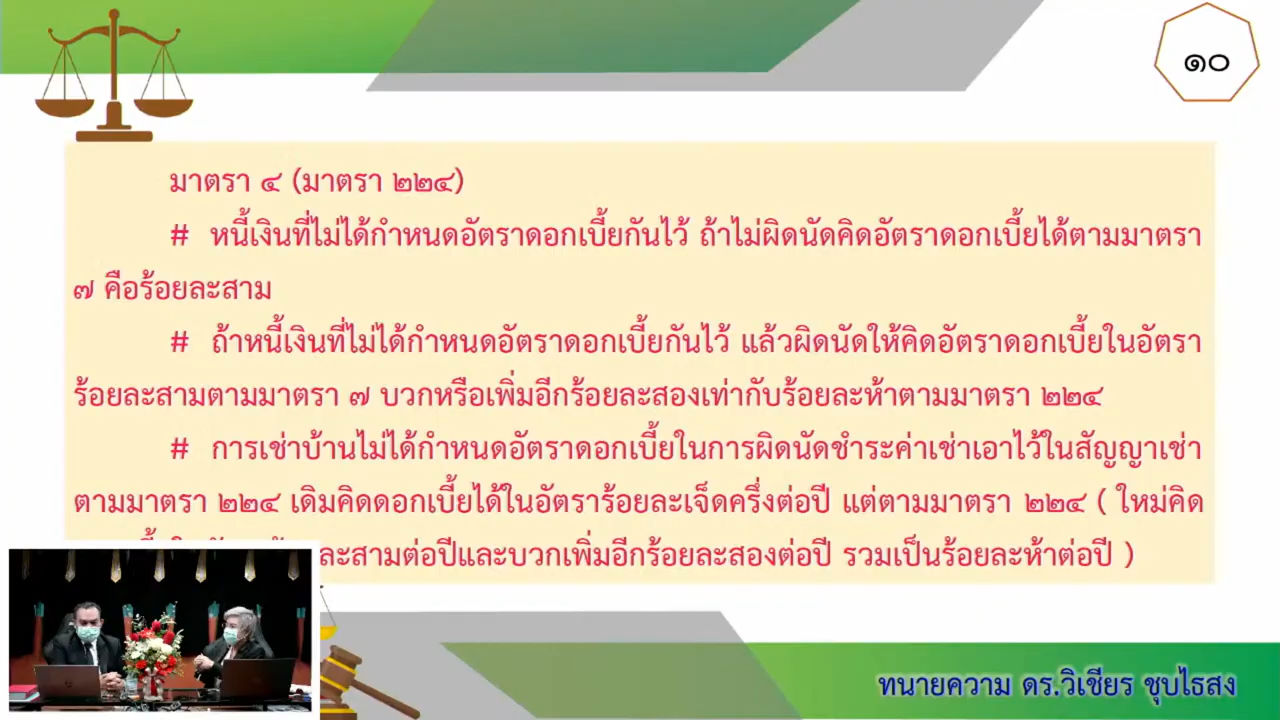 ๑๐
มาตรา ๔ (มาตรา ๒๒๔)
# หนี้เงินที่ไม่ได้กำหนดอัตราดอกเบี้ยกันไว้ ถ้าไม่ผิดนัดคิดอัตราดอกเบี้ยได้ตามมาตรา
๗ คือร้อยละสาม
# ถ้าหนี้เงินที่ไม่ได้กำหนดอัตราดอกเบี้ยกันไว้ แล้วผิดนัดให้คิดอัตราดอกเบี้ยในอัตรา
ร้อยละสามตามมาตรา ๗ บวกหรือเพิ่มอีกร้อยละสองเท่ากับร้อยละห้าตามมาตรา ๒๒๔
# การเช่าบ้านไม่ได้กำหนดอัตราดอกเบี้ยในการผิดนัดชำระค่าเช่าเอาไว้ในสัญญาเช่า
ตามมาตรา ๒๒๔ เดิมคิดดอกเบี้ยได้ในอัตราร้อยละเจ็ดครึ่งต่อปี แต่ตามมาตรา ๒๒๔ ( ใหม่คิด
ละสามต่อปีและบวกเพิ่มอีกร้อยละสองต่อปี รวมเป็นร้อยละห้าต่อปี )
ทนายความ ดร.วิเชียร ชุบไธสง